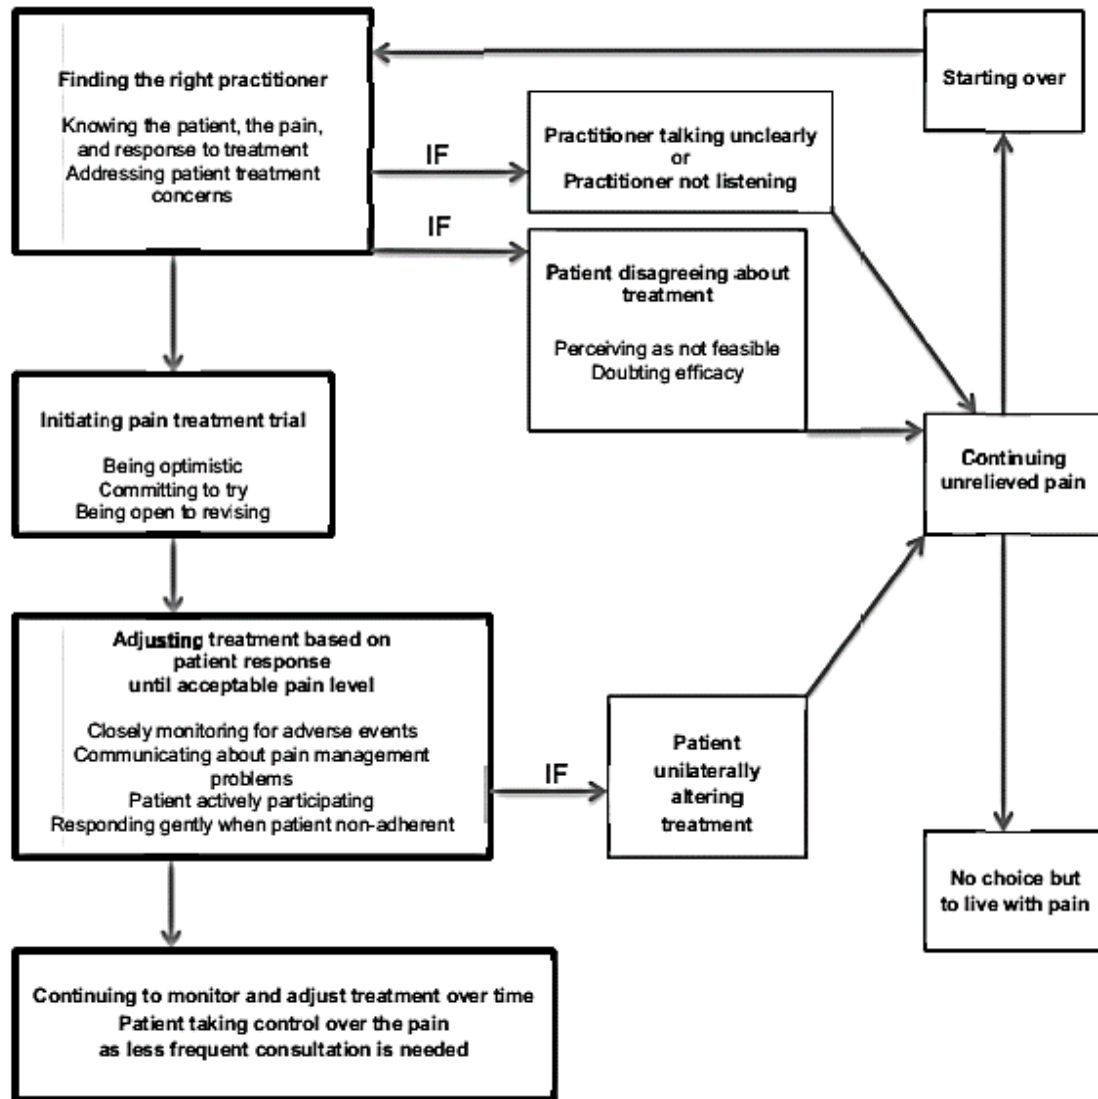 Finding the right practitioner
Knowing the patient, the pain,
and response to treatment
Addressing patient treatment
concerns
IF
IF
Practitioner talking unclearly
or
Practitioner not listening
Starting over
Patient disagreeing about
treatment
Perceiving as not feasible
Doubting efficacy
Initiating pain treatment trial
Being optimistic
Committing to try
Being open to revising
Continuing
unrelieved pain
Adjusting treatment based on
patient response
until acceptable pain level
Closely monitoring for adverse events
Communicating about pain management
problems
Patient actively participating
Responding gently when patient non-adherent
IF
Patient
unilaterally
altering
treatment
No choice but
to live with pain
Continuing to monitor and adjust treatment over time
Patient taking control over the pain
as less frequent consultation is needed